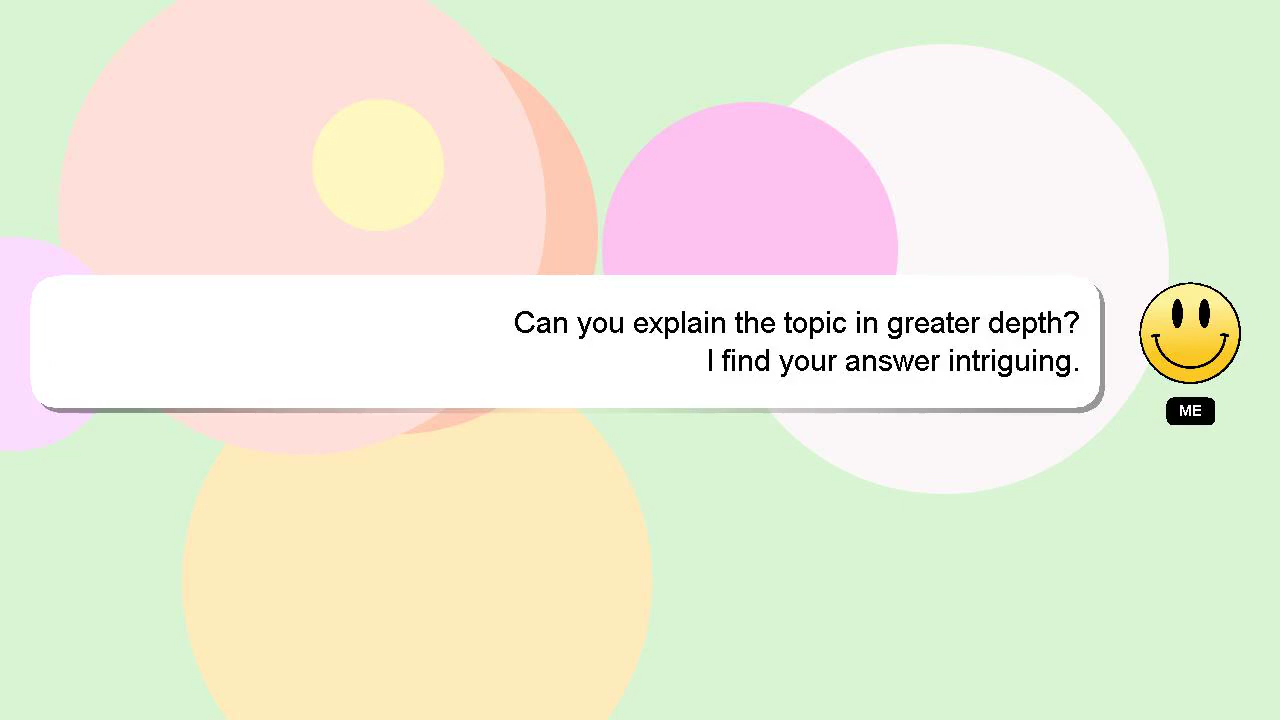 Can you explain the topic in greater depth?
I find your answer intriguing.
ME